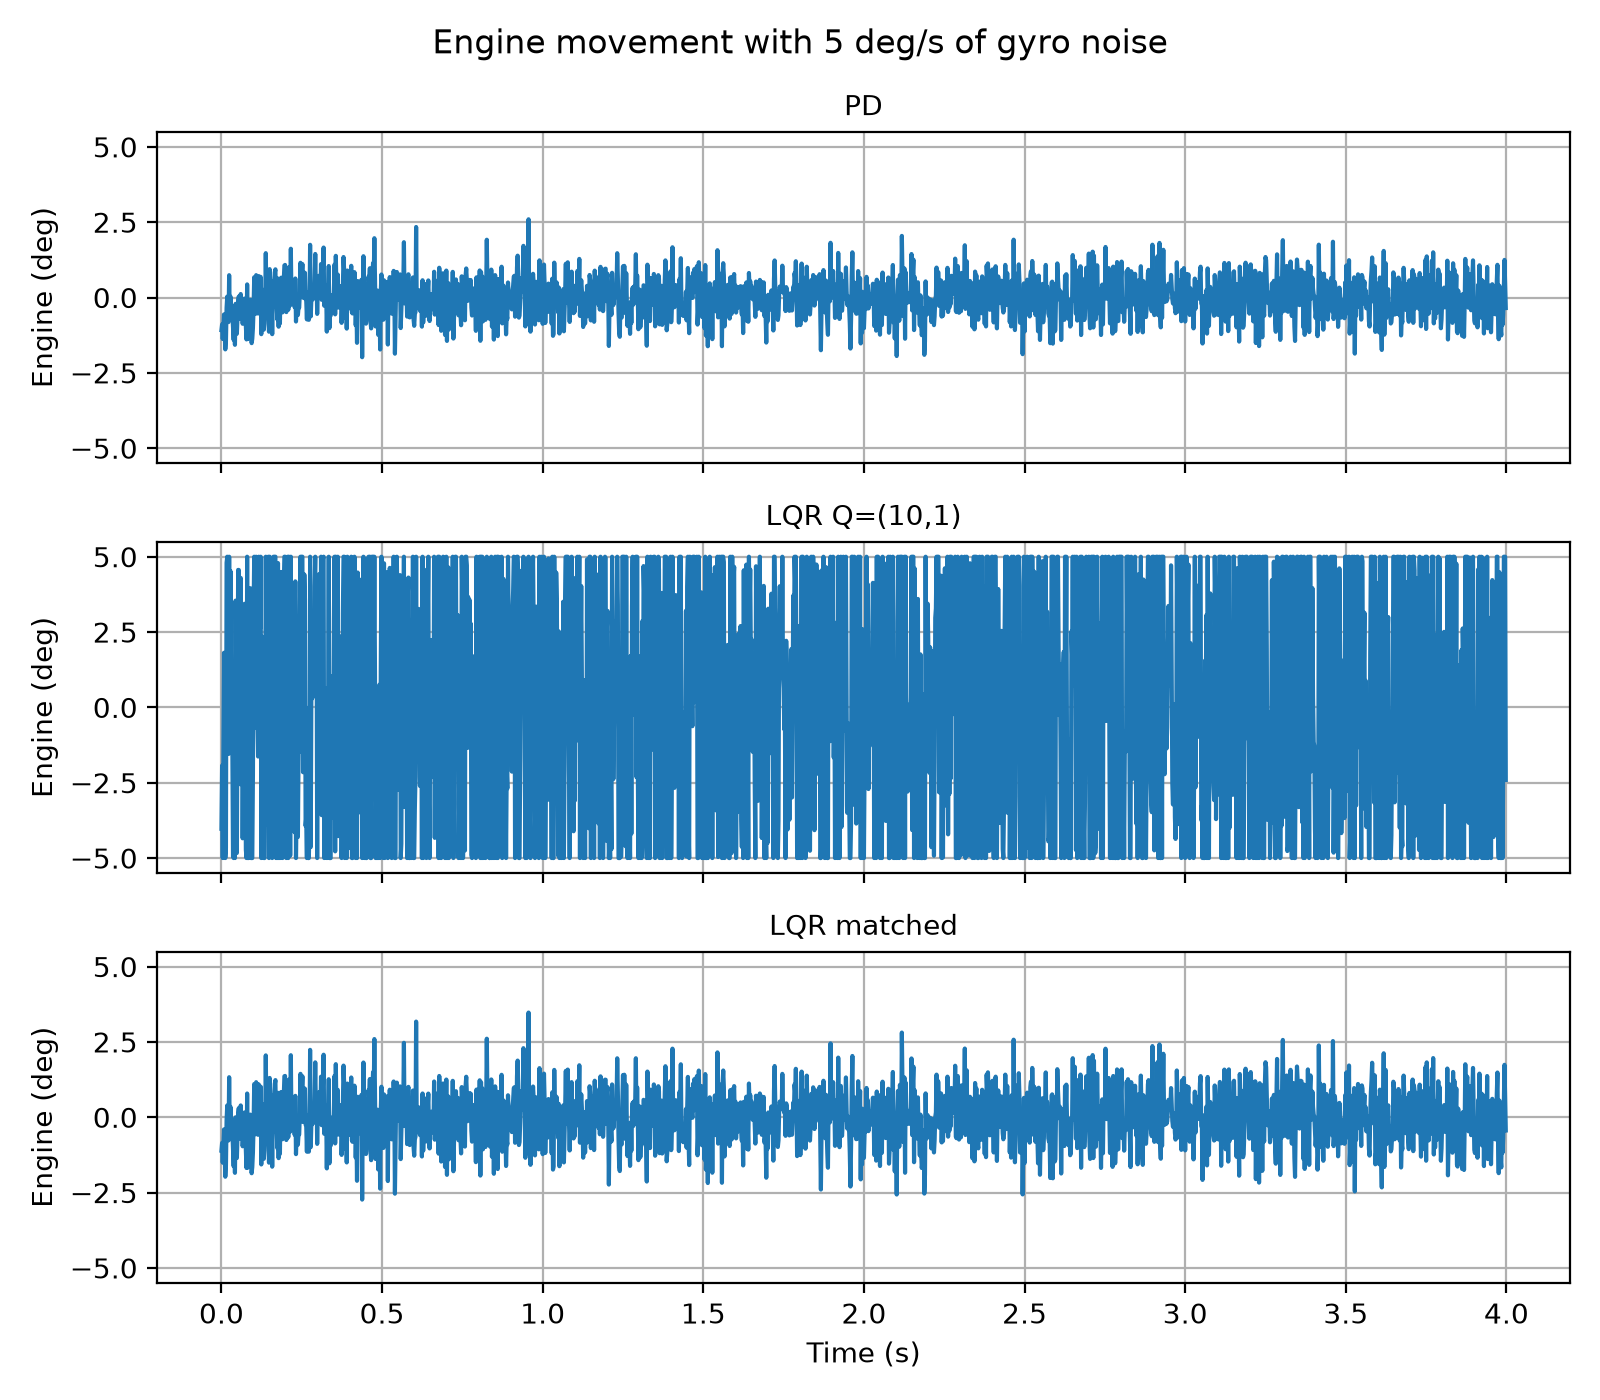 Engine movement with 5 deg/s of gyro noise
PD
Engine (deg)
5.0
2.5
0.0
−2.5
−5.0
LQR Q=(10,1)
Engine (deg)
5.0
2.5
0.0
−2.5
−5.0
LQR matched
Engine (deg)
5.0
2.5
0.0
−2.5
−5.0
0.0 0.5 1.0 1.5 2.0 2.5 3.0 3.5 4.0
Time (s)